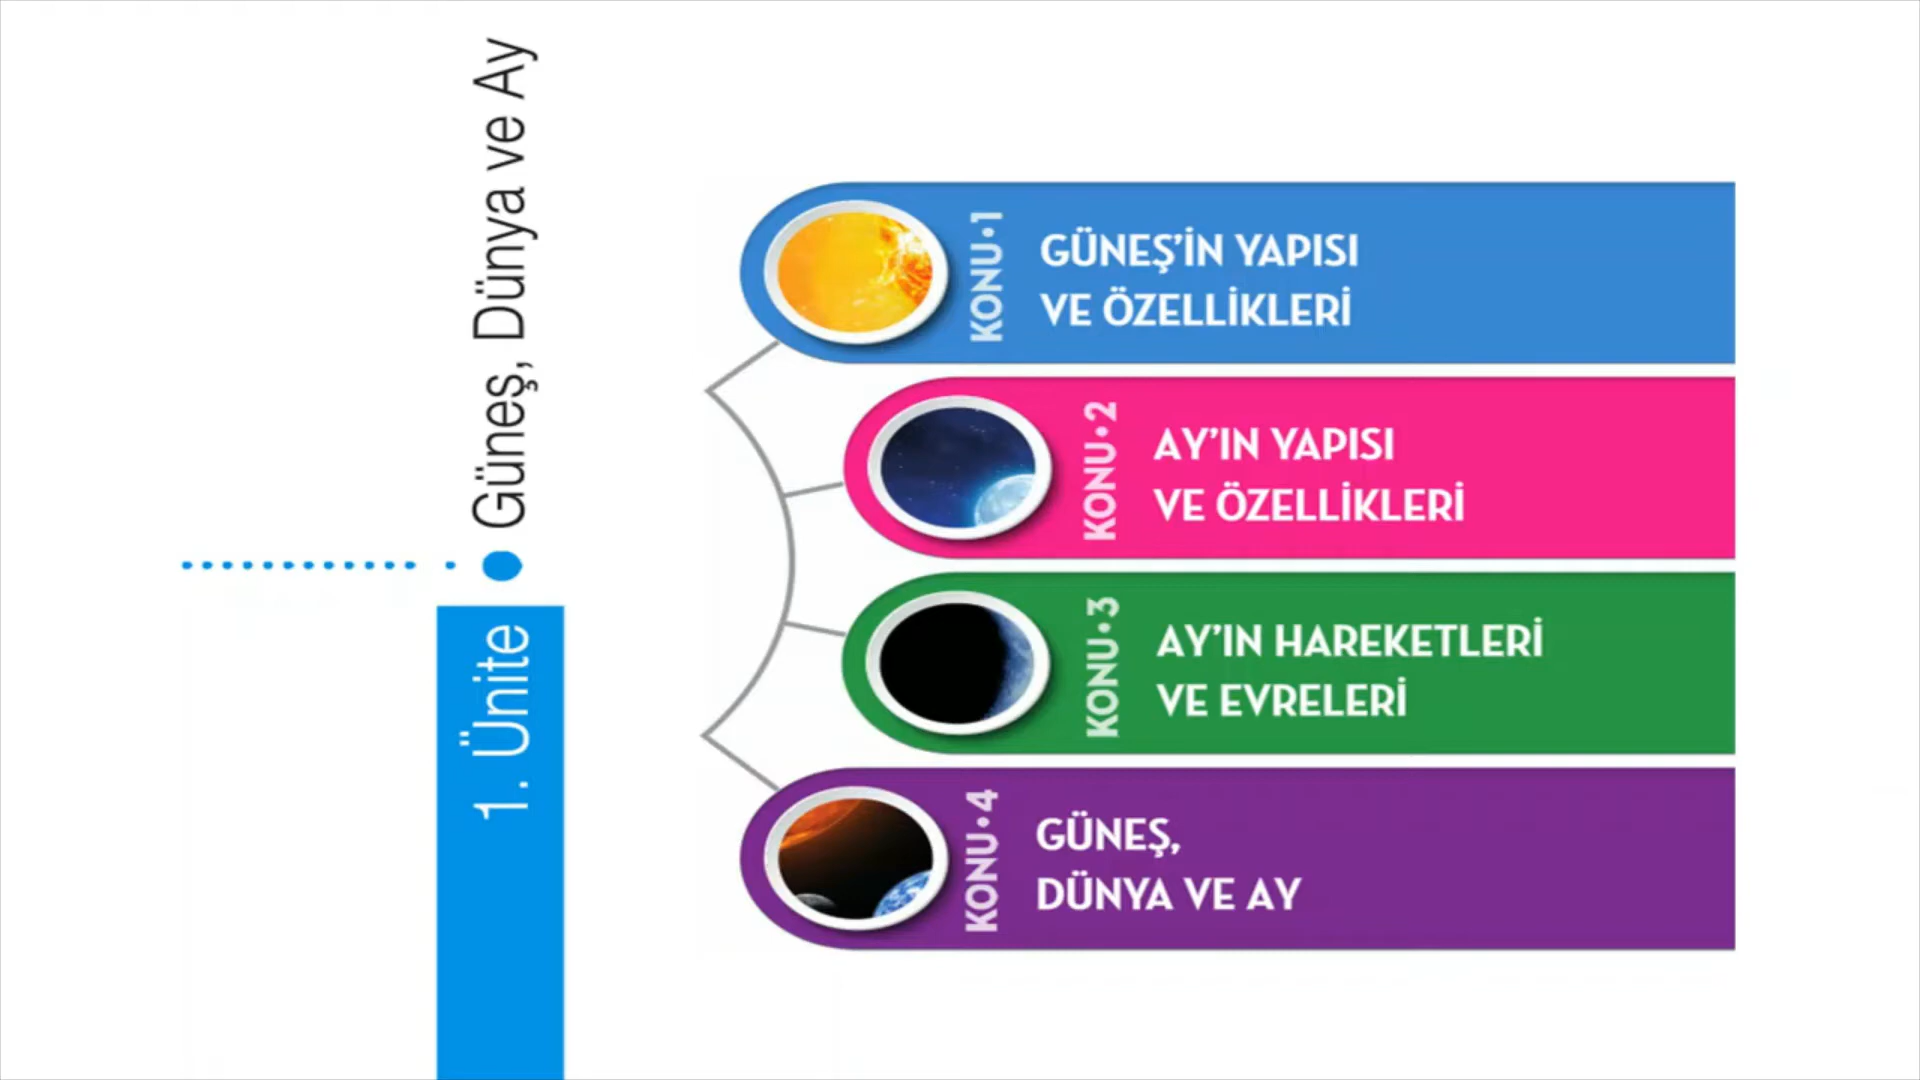 1. Ünite
Güneş, Dünya ve Ay
KONU•1
GÜNEŞ’İN YAPISI
VE ÖZELLİKLERİ
KONU•2
AY’IN YAPISI
VE ÖZELLİKLERİ
KONU•3
AY’IN HAREKETLERİ
VE EVRELERİ
KONU•4
GÜNEŞ,
DÜNYA VE AY